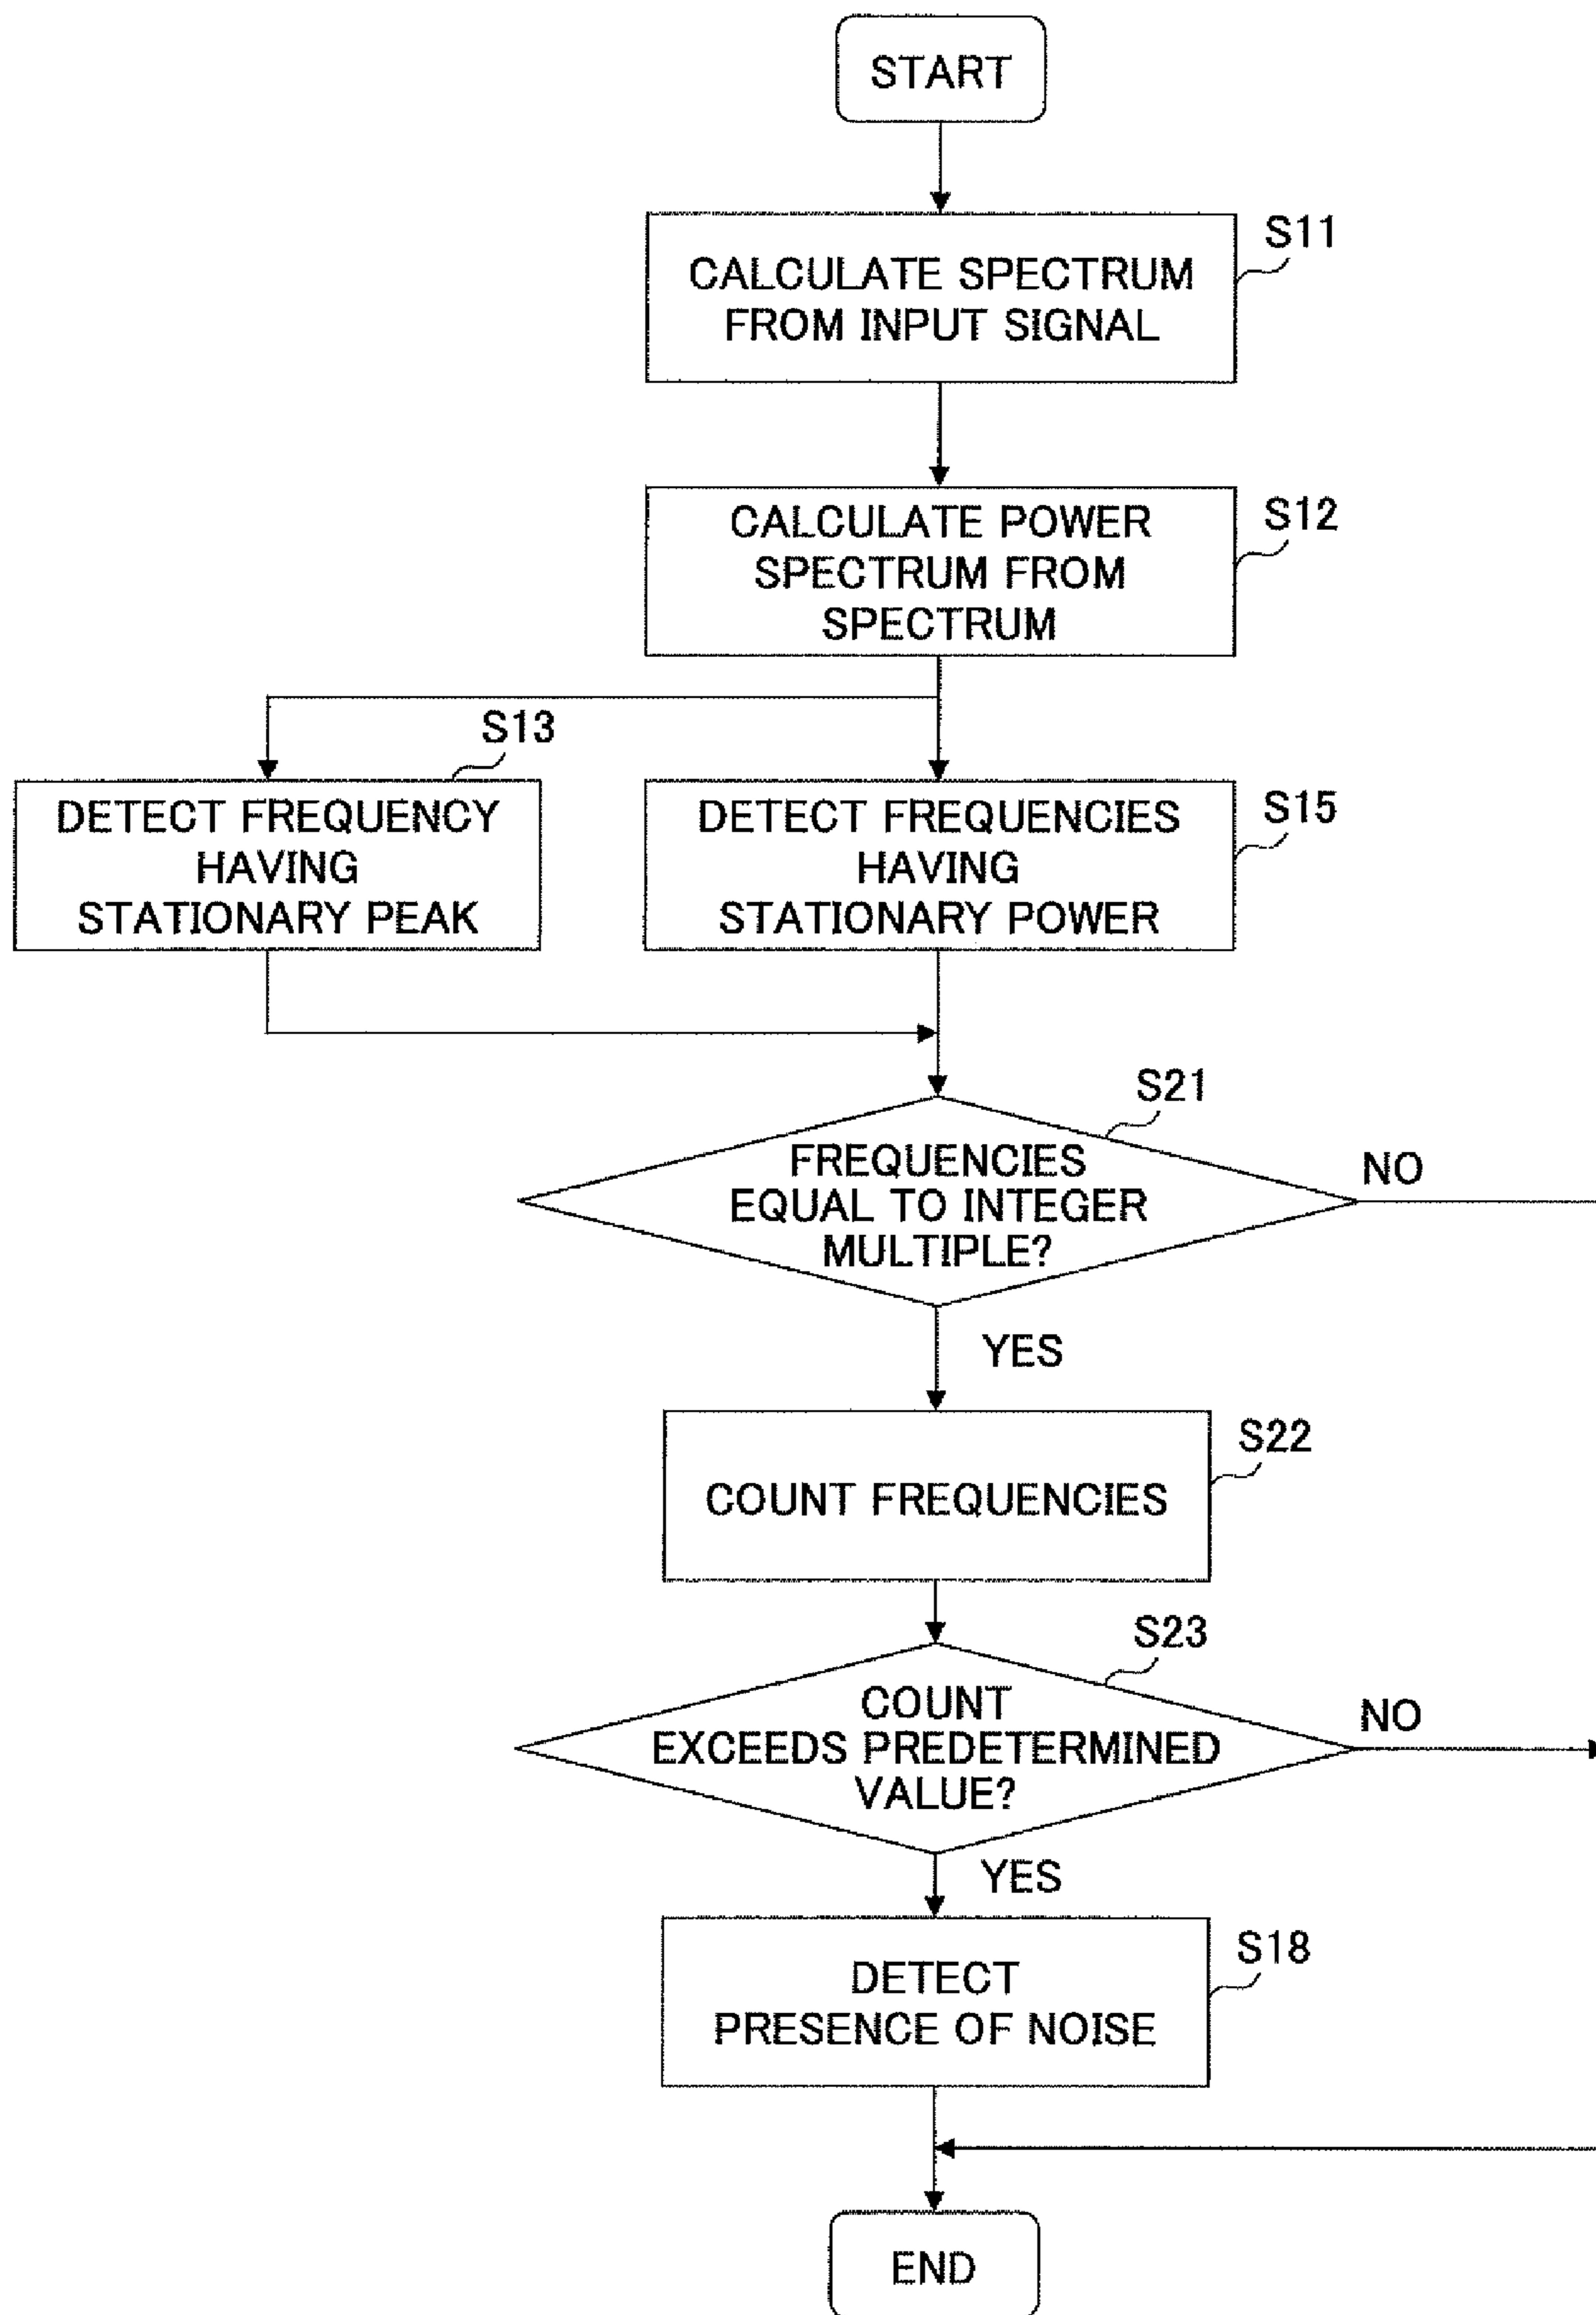 START
S11
CALCULATE SPECTRUM
FROM INPUT SIGNAL
S12
CALCULATE POWER
SPECTRUM FROM
SPECTRUM
S13
DETECT FREQUENCY
HAVING
STATIONARY PEAK
S15
DETECT FREQUENCIES
HAVING
STATIONARY POWER
S21
FREQUENCIES
EQUAL TO INTEGER
MULTIPLE?
NO
YES
S22
COUNT FREQUENCIES
S23
COUNT
EXCEEDS PREDETERMINED
VALUE?
NO
YES
S18
DETECT
PRESENCE OF NOISE
END